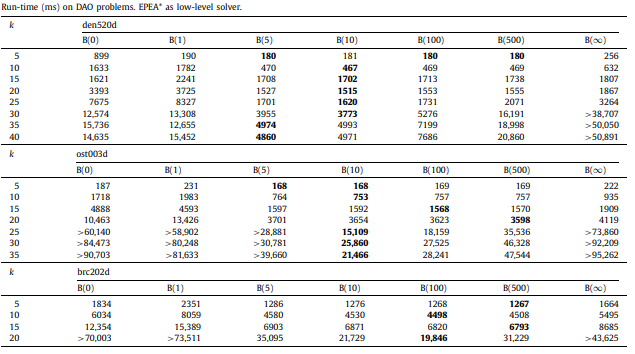 Run-time (ms) on DAO problems. EPEA* as low-level solver.
k den520d
B(0) B(1) B(5) B(10) B(100) B(500) B(∞)
5 899 190 180 181 180 180 256
10 1633 1782 470 467 469 469 632
15 1621 2241 1708 1702 1713 1738 1807
20 3393 3725 1527 1515 1553 1555 1867
25 7675 8327 1701 1620 1731 2071 3264
30 12,574 13,308 3955 3773 5276 16,191 >38,707
35 15,736 12,655 4974 4993 7199 18,998 >50,050
40 14,635 15,452 4860 4971 7686 20,860 >50,891
k ost003d
B(0) B(1) B(5) B(10) B(100) B(500) B(∞)
5 187 231 168 168 169 169 222
10 1718 1983 764 753 757 757 935
15 4888 4593 1597 1592 1568 1570 1909
20 10,463 13,426 3701 3654 3623 3598 4119
25 >60,140 >58,902 >28,881 15,109 18,159 35,536 >73,860
30 >84,473 >80,248 >30,781 25,860 27,525 46,328 >92,209
35 >90,703 >81,633 >39,660 21,466 28,241 47,544 >95,262
k brc202d
B(0) B(1) B(5) B(10) B(100) B(500) B(∞)
5 1834 2351 1286 1276 1268 1267 1664
10 6034 8059 4580 4530 4498 4508 5495
15 12,354 15,389 6903 6871 6820 6793 8685
20 >70,003 >73,511 35,095 21,729 19,846 31,229 >43,625